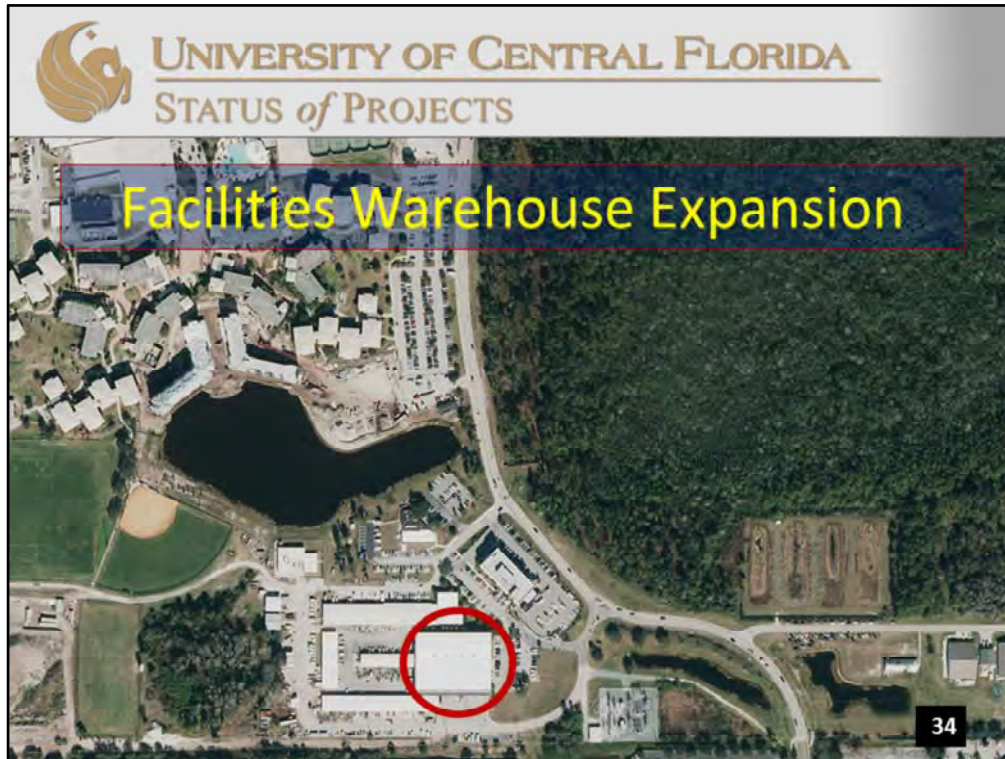 UNIVERSITY OF CENTRAL FLORIDA
STATUS of PROJECTS
Facilities Warehouse Expansion
34